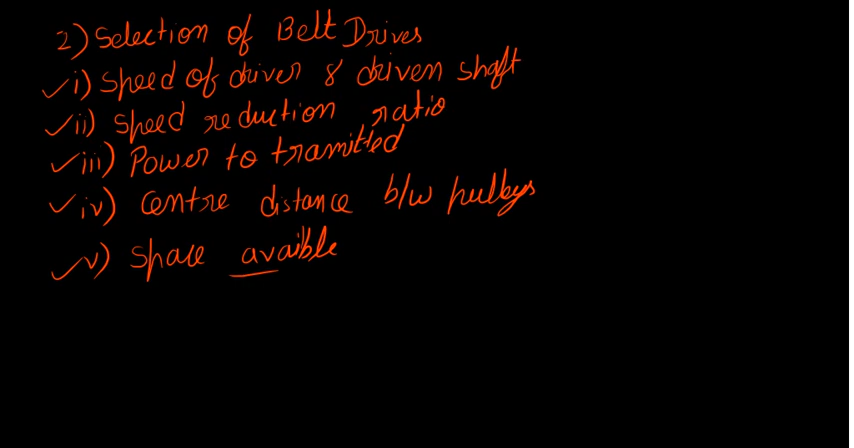 2) Selection of Belt Drives
✓ i) Speed of driver & driven shaft
✓ ii) Speed reduction ratio
✓ iii) Power to tramitted
✓ iv) Centre distance b/w pulleys
✓ v) Space avaible